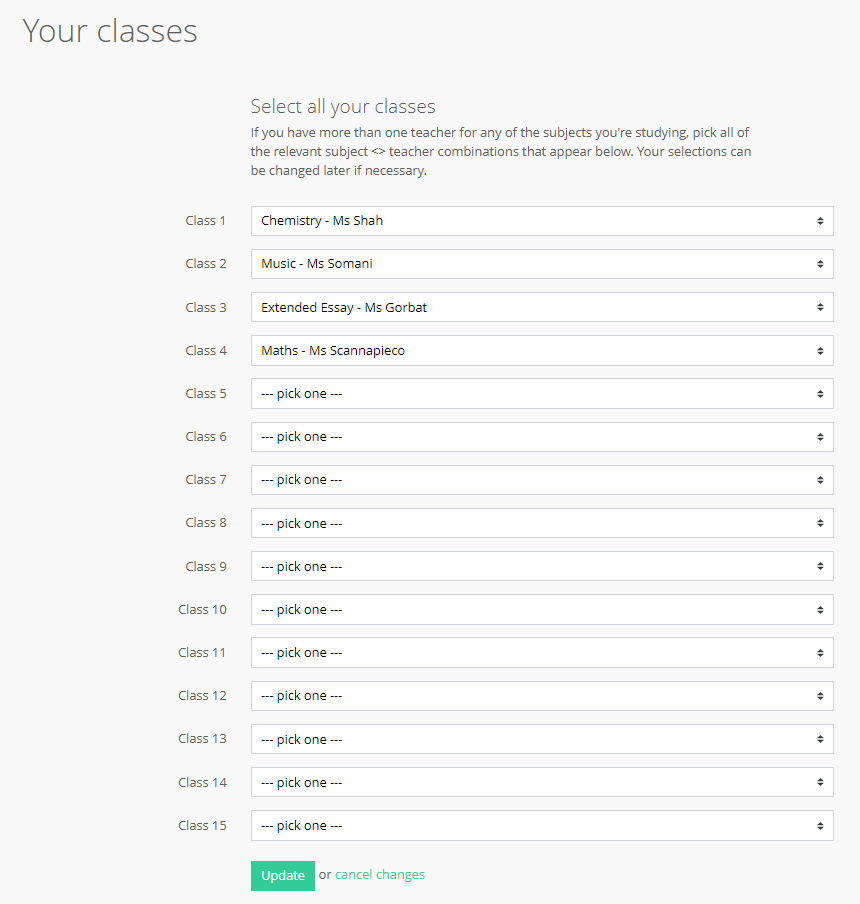 Your classes
Select all your classes
If you have more than one teacher for any of the subjects you're studying, pick all of
the relevant subject <> teacher combinations that appear below. Your selections can
be changed later if necessary.
Class 1 Chemistry - Ms Shah
Class 2 Music - Ms Somani
Class 3 Extended Essay - Ms Gorbat
Class 4 Maths - Ms Scannapieco
Class 5 --- pick one ---
Class 6 --- pick one ---
Class 7 --- pick one ---
Class 8 --- pick one ---
Class 9 --- pick one ---
Class 10 --- pick one ---
Class 11 --- pick one ---
Class 12 --- pick one ---
Class 13 --- pick one ---
Class 14 --- pick one ---
Class 15 --- pick one ---
Update or cancel changes